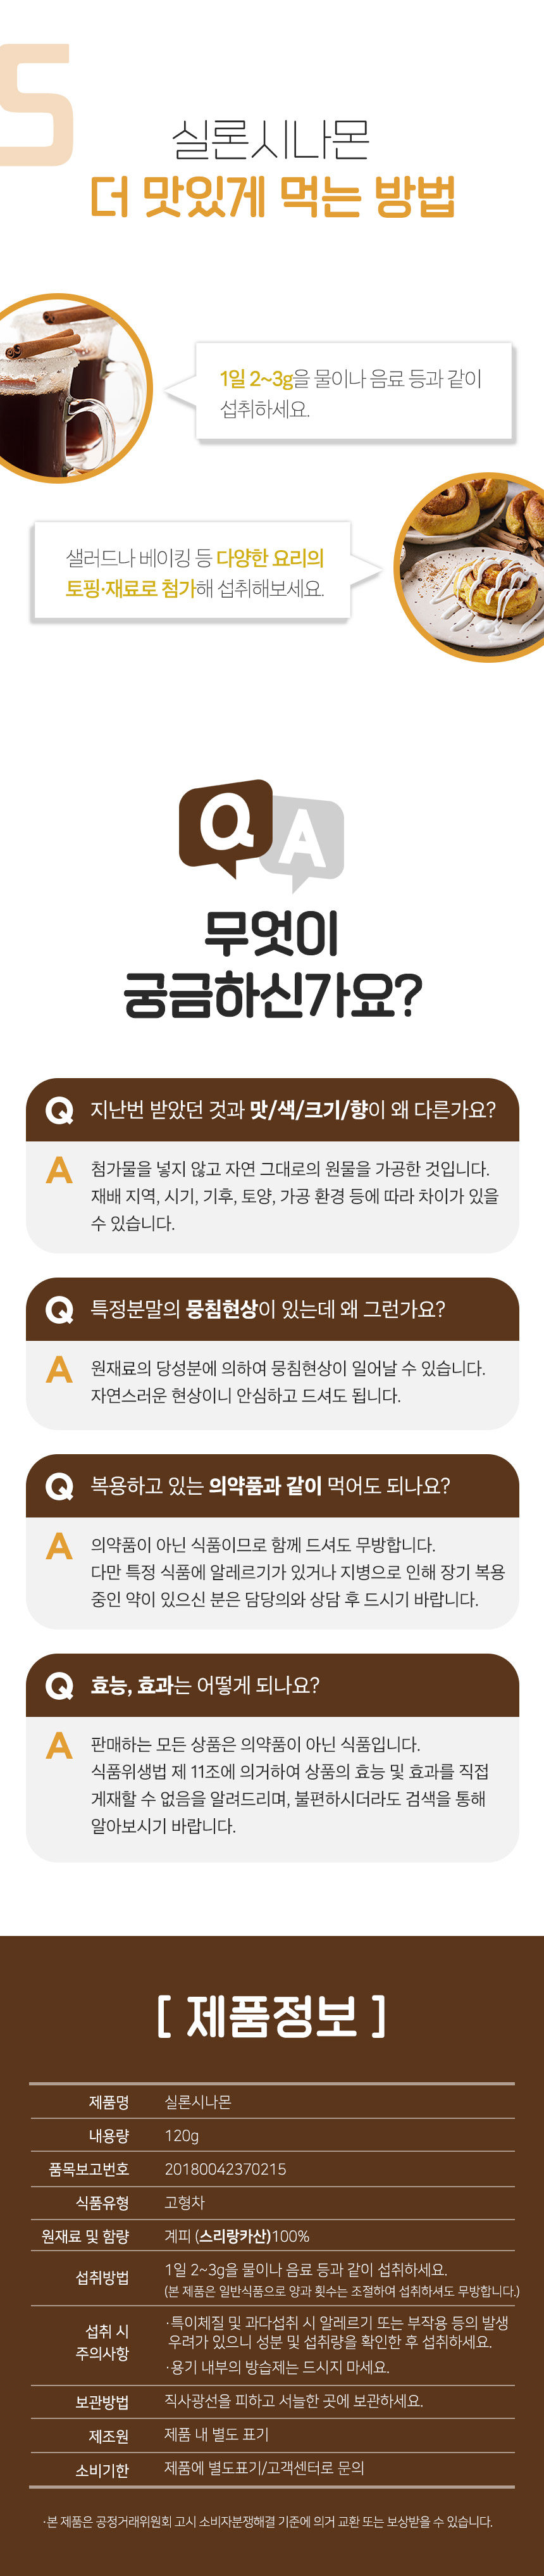 5
실론시나몬
더 맛있게 먹는 방법
1일 2~3g을 물이나 음료 등과 같이
섭취하세요.
샐러드나 베이킹 등 다양한 요리의
토핑·재료로 첨가해 섭취해보세요.
Q A
무엇이
궁금하신가요?
Q 지난번 받았던 것과 맛/색/크기/향이 왜 다른가요?
A 첨가물을 넣지 않고 자연 그대로의 원물을 가공한 것입니다.
재배 지역, 시기, 기후, 토양, 가공 환경 등에 따라 차이가 있을
수 있습니다.
Q 특정분말의 뭉침현상이 있는데 왜 그런가요?
A 원재료의 당성분에 의하여 뭉침현상이 일어날 수 있습니다.
자연스러운 현상이니 안심하고 드셔도 됩니다.
Q 복용하고 있는 의약품과 같이 먹어도 되나요?
A 의약품이 아닌 식품이므로 함께 드셔도 무방합니다.
다만 특정 식품에 알레르기가 있거나 지병으로 인해 장기 복용
중인 약이 있으신 분은 담당의와 상담 후 드시기 바랍니다.
Q 효능, 효과는 어떻게 되나요?
A 판매하는 모든 상품은 의약품이 아닌 식품입니다.
식품위생법 제 11조에 의거하여 상품의 효능 및 효과를 직접
게재할 수 없음을 알려드리며, 불편하시더라도 검색을 통해
알아보시기 바랍니다.
[ 제품정보 ]
제품명 실론시나몬
내용량 120g
품목보고번호 20180042370215
식품유형 고형차
원재료 및 함량 계피 (스리랑카산)100%
섭취방법 1일 2~3g을 물이나 음료 등과 같이 섭취하세요.
(본 제품은 일반식품으로 양과 횟수는 조절하여 섭취하셔도 무방합니다.)
섭취 시
주의사항
·특이체질 및 과다섭취 시 알레르기 또는 부작용 등의 발생
우려가 있으니 성분 및 섭취량을 확인한 후 섭취하세요.
·용기 내부의 방습제는 드시지 마세요.
보관방법 직사광선을 피하고 서늘한 곳에 보관하세요.
제조원 제품 내 별도 표기
소비기한 제품에 별도표기/고객센터로 문의
·본 제품은 공정거래위원회 고시 소비자분쟁해결 기준에 의거 교환 또는 보상받을 수 있습니다.